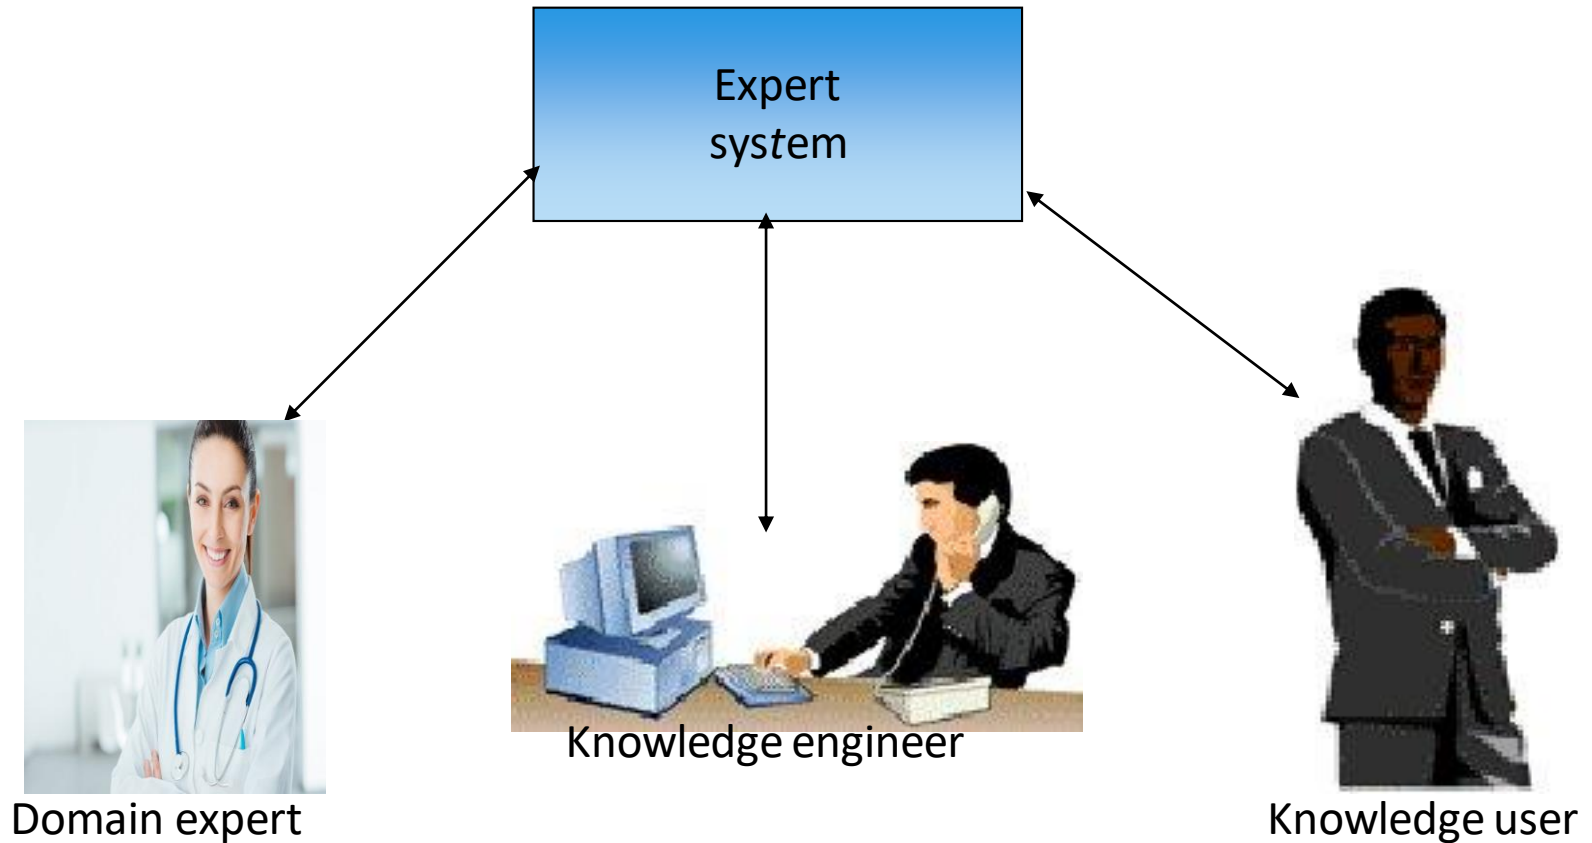 Expert
system
Knowledge engineer
Domain expert
Knowledge user